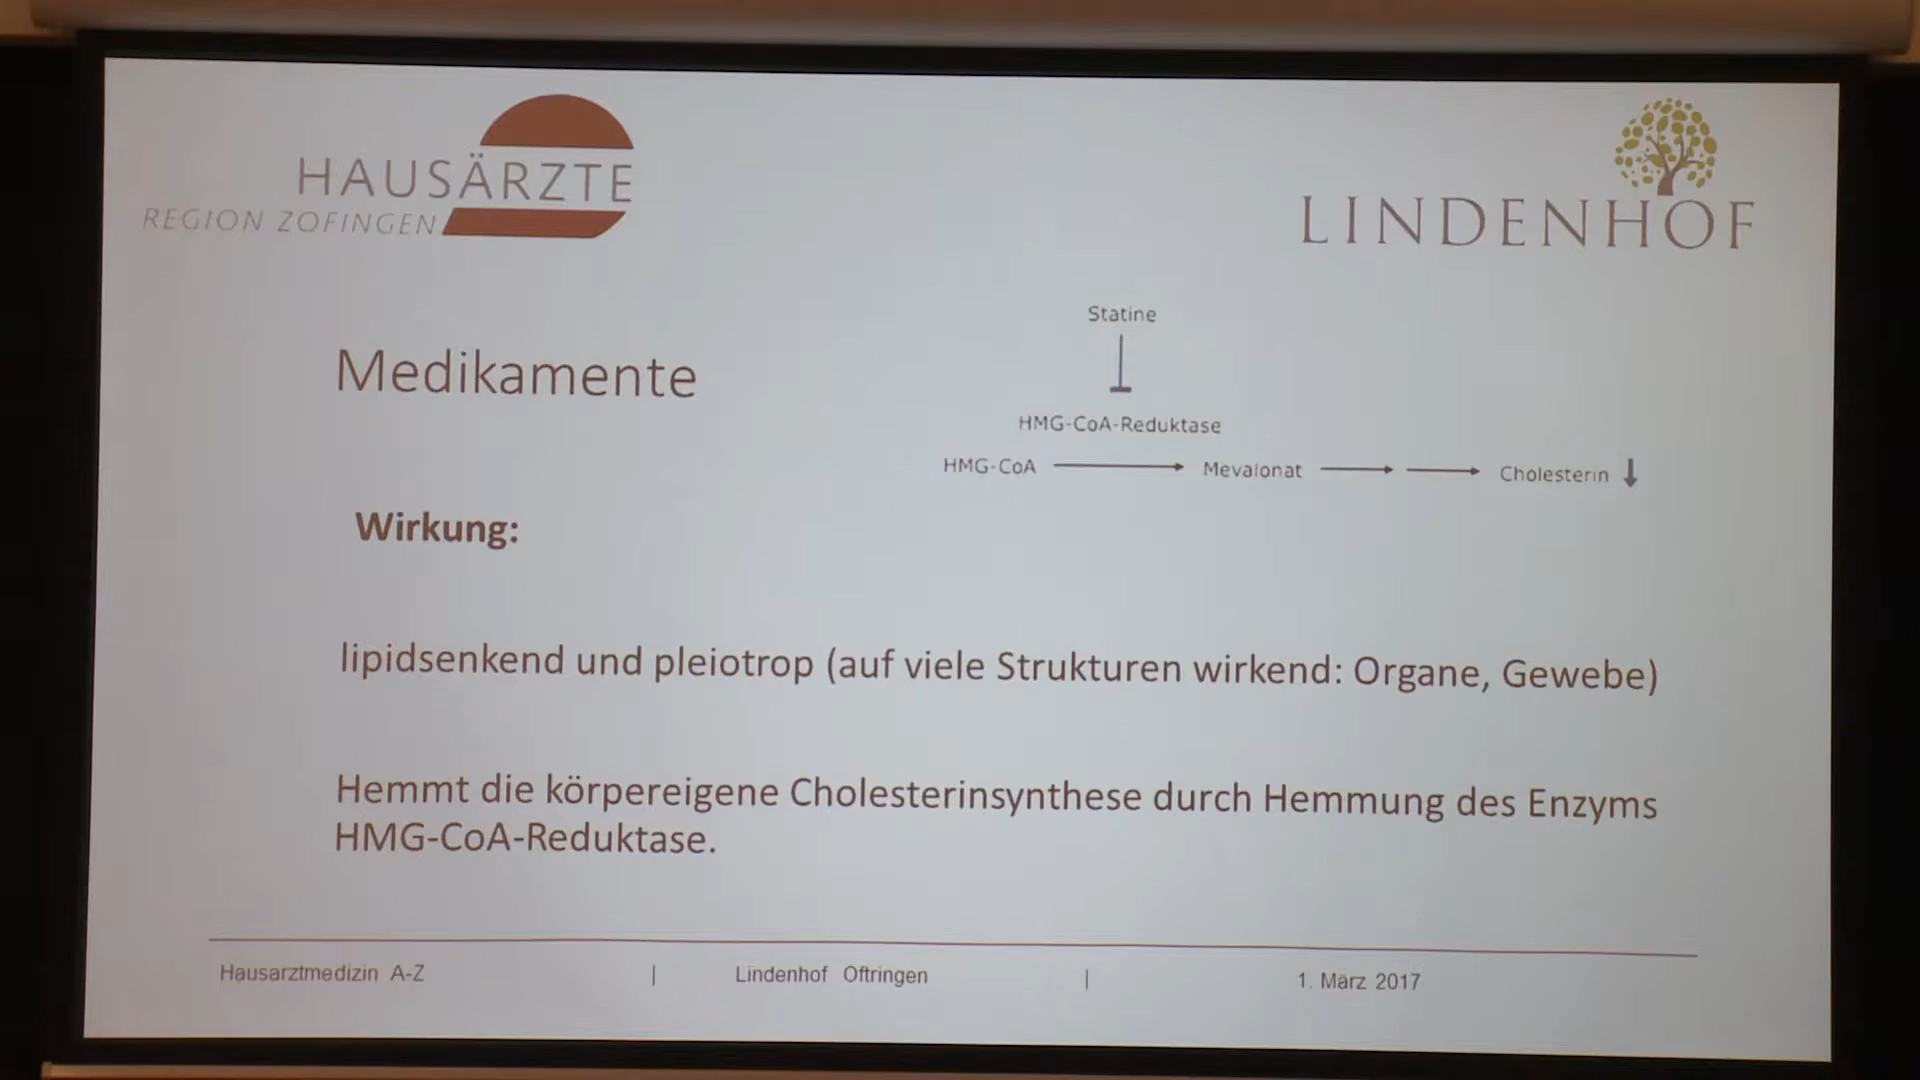 HAUSÄRZTE
REGION ZOFINGEN
LINDENHOF
Statine
Medikamente
HMG-CoA-Reduktase
HMG-CoA Mevalonat Cholesterin
Wirkung:
lipidsenkend und pleiotrop (auf viele Strukturen wirkend: Organe, Gewebe)
Hemmt die körpereigene Cholesterinsynthese durch Hemmung des Enzyms
HMG-CoA-Reduktase.
Hausarztmedizin A-Z | Lindenhof Oftringen | 1. März 2017